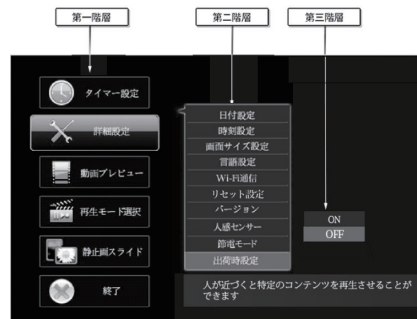 第一階層
第二階層
第三階層
タイマー設定
詳細設定
動画プレビュー
再生モード選択
静止画スライド
終了
日付設定
時刻設定
画面サイズ設定
言語設定
Wi-Fi通信
リセット設定
バージョン
人感センサー
節電モード
出荷時設定
ON
OFF
人が近づくと特定のコンテンツを再生させることが
できます